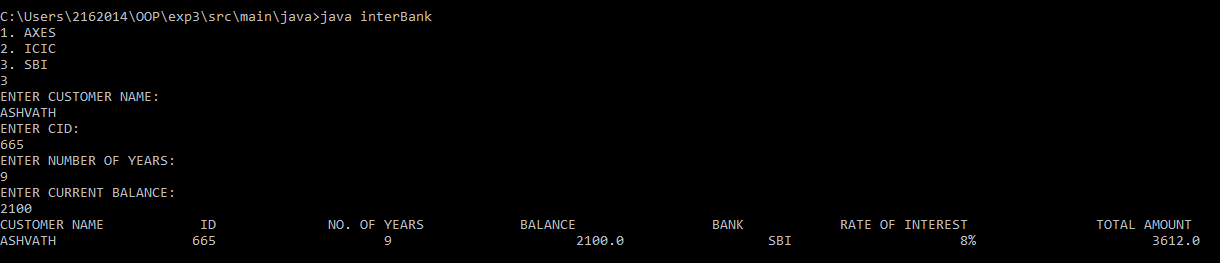 C:\Users\2162014\OOP\exp3\src\main\java>java interBank
1. AXES
2. ICIC
3. SBI
3
ENTER CUSTOMER NAME:
ASHVATH
ENTER CID:
665
ENTER NUMBER OF YEARS:
9
ENTER CURRENT BALANCE:
2100
CUSTOMER NAME ID NO. OF YEARS BALANCE BANK RATE OF INTEREST TOTAL AMOUNT
ASHVATH 665 9 2100.0 SBI 8% 3612.0